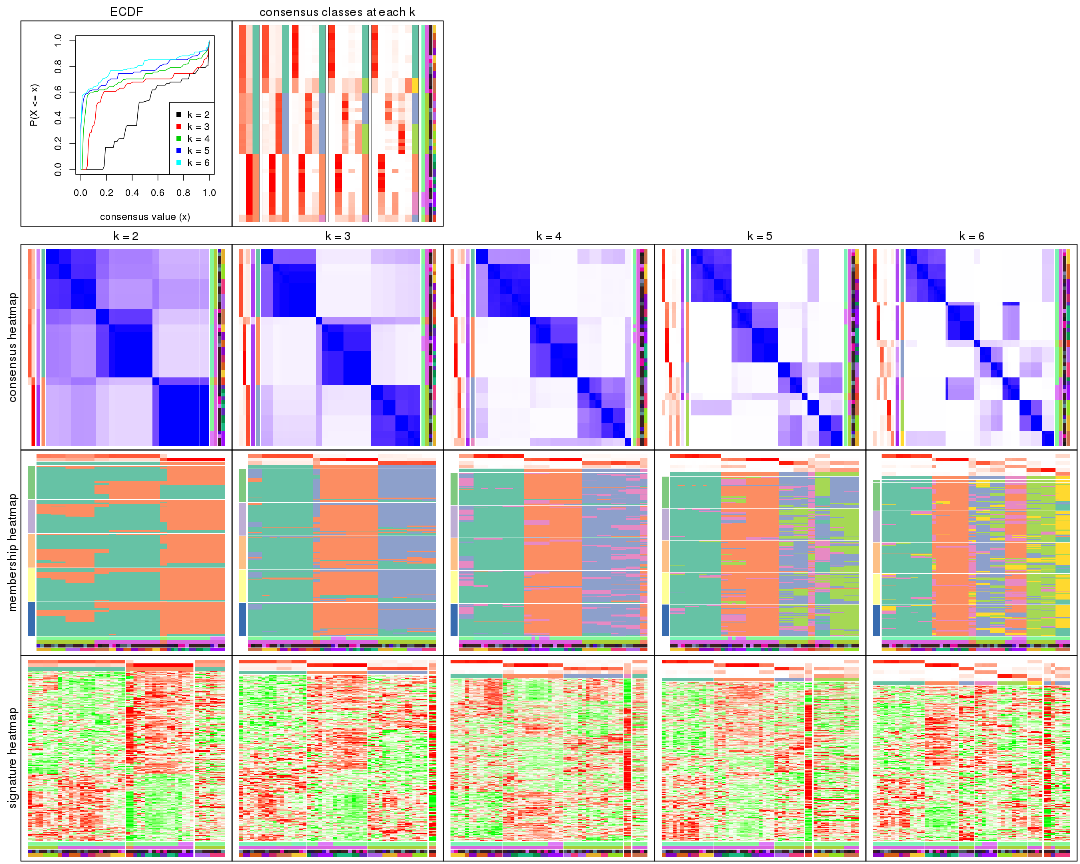 ECDF
consensus classes at each k
1.0
0.8
0.6
0.4
0.2
0.0
P(X <= x)
k = 2
k = 3
k = 4
k = 5
k = 6
0.0 0.2 0.4 0.6 0.8 1.0
consensus value (x)
k = 2
k = 3
k = 4
k = 5
k = 6
consensus heatmap
membership heatmap
signature heatmap